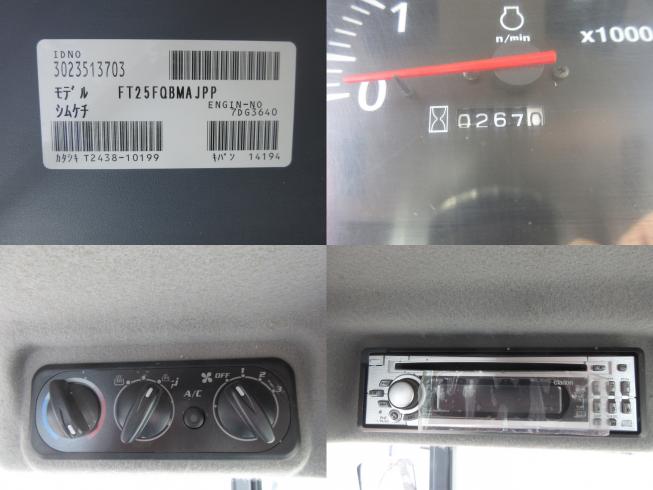 IDNO
3023513703
モデル FT25FQBMAJPP
シムケチ ENGIN-NO
7DG3640
カタシキ T2438-10199 キバン 14194
1
n/min
x1000
0
0267
OFF 1 2 3
A/C
clarion